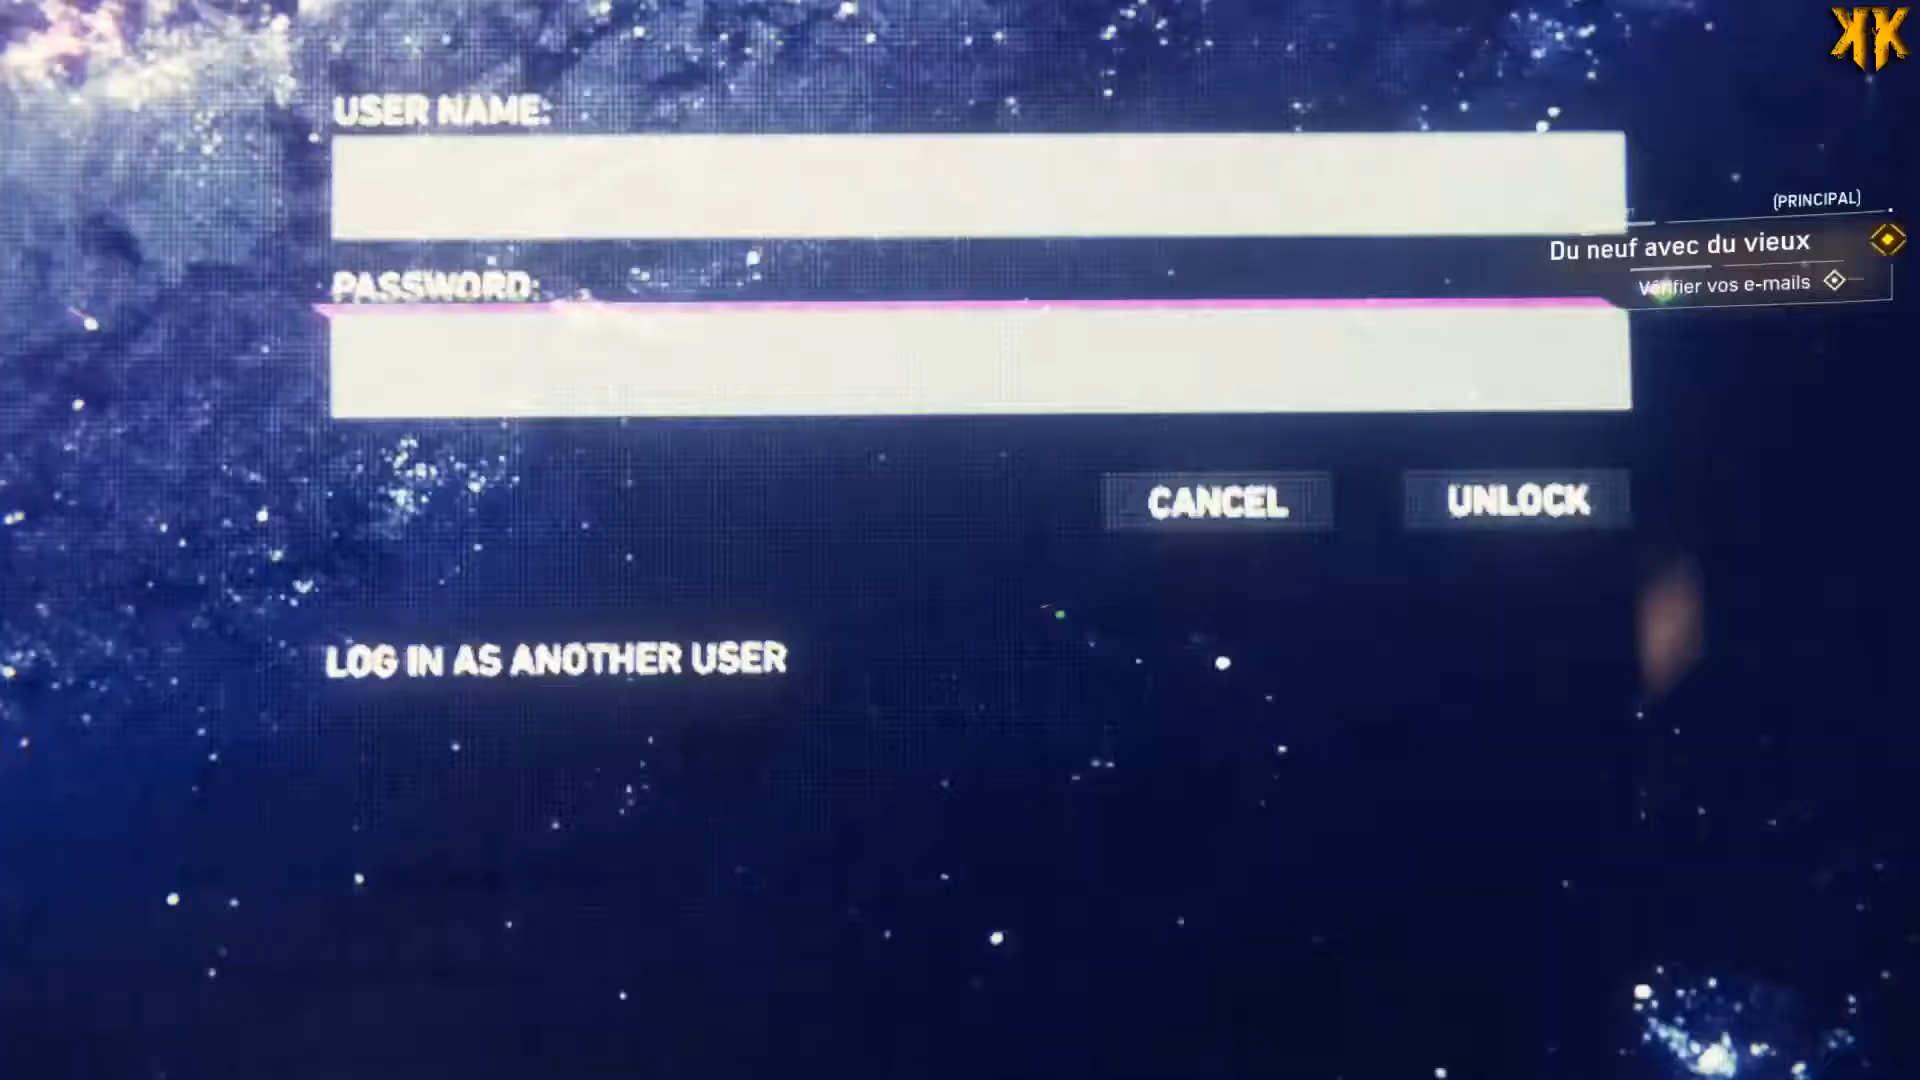 KK
USER NAME:
(PRINCIPAL)
Du neuf avec du vieux
PASSWORD:
Vérifier vos e-mails
CANCEL
UNLOCK
LOG IN AS ANOTHER USER